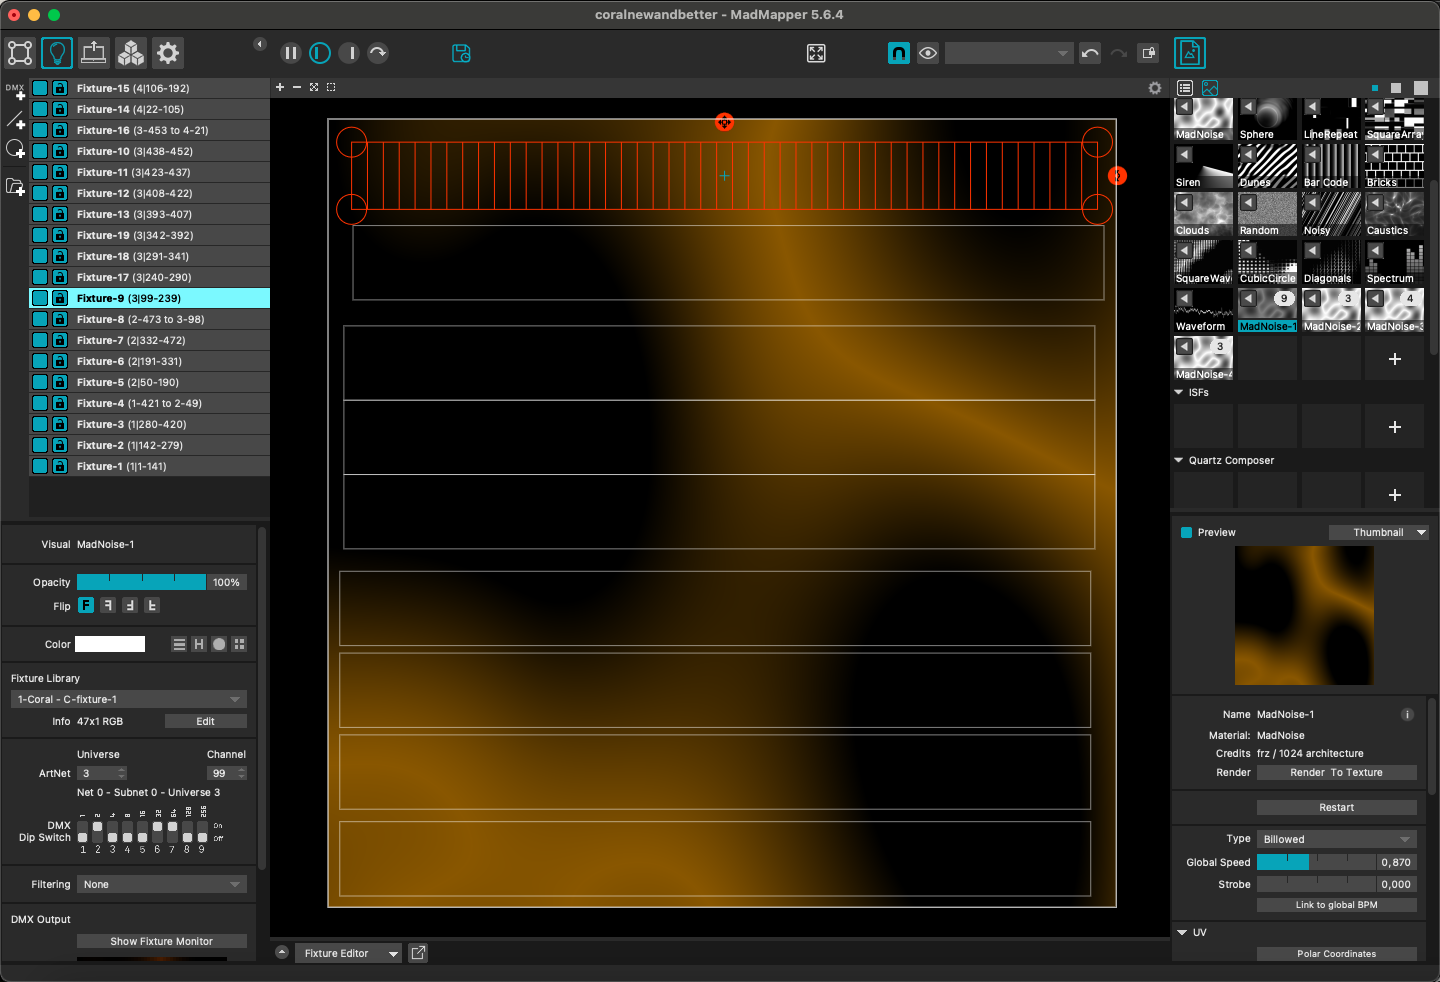 coralnewandbetter - MadMapper 5.6.4
DMX
Fixture-15 (4|106-192)
Fixture-14 (4|22-105)
Fixture-16 (3-453 to 4-21)
Fixture-10 (3|438-452)
Fixture-11 (3|423-437)
Fixture-12 (3|408-422)
Fixture-13 (3|393-407)
Fixture-19 (3|342-392)
Fixture-18 (3|291-341)
Fixture-17 (3|240-290)
Fixture-9 (3|99-239)
Fixture-8 (2-473 to 3-98)
Fixture-7 (2|332-472)
Fixture-6 (2|191-331)
Fixture-5 (2|50-190)
Fixture-4 (1-421 to 2-49)
Fixture-3 (1|280-420)
Fixture-2 (1|142-279)
Fixture-1 (1|1-141)
Visual MadNoise-1
Opacity 100%
Flip F
Color H
Fixture Library
1-Coral - C-fixture-1
Info 47x1 RGB Edit
Universe Channel
ArtNet 3 99
Net 0 - Subnet 0 - Universe 3
1 2 4 8 16 32 64 128 256
DMX On
Dip Switch Off
1 2 3 4 5 6 7 8 9
Filtering None
DMX Output
Show Fixture Monitor
Fixture Editor
MadNoise Sphere LineRepeat SquareArra
Siren Dunes Bar Code Bricks
Clouds Random Noisy Caustics
SquareWav CubicCircle Diagonals Spectrum
9 3 4
Waveform MadNoise-1 MadNoise-2 MadNoise-3
3
MadNoise-4
ISFs
Quartz Composer
Preview Thumbnail
Name MadNoise-1
Material: MadNoise
Credits frz / 1024 architecture
Render Render To Texture
Restart
Type Billowed
Global Speed 0,870
Strobe 0,000
Link to global BPM
UV
Polar Coordinates